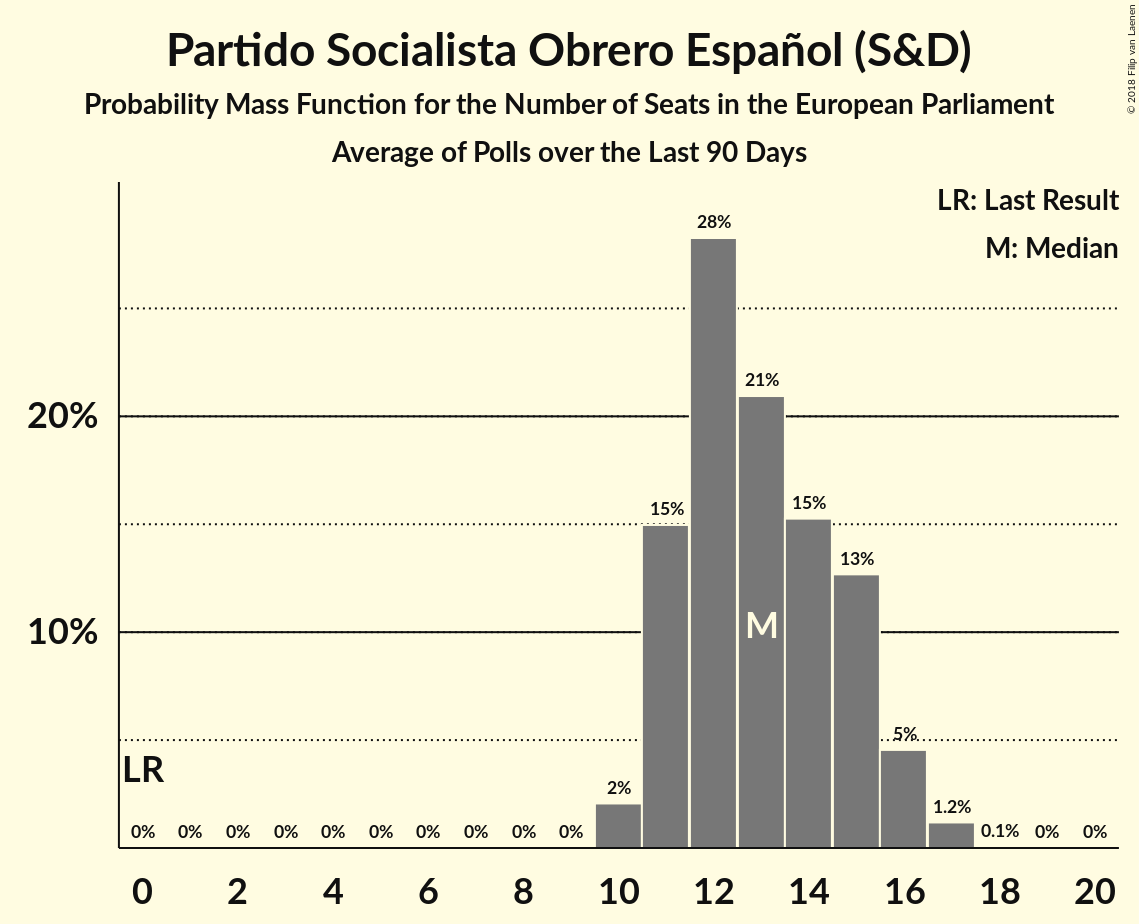 © 2018 Filip van Laenen
Partido Socialista Obrero Español (S&D)
Probability Mass Function for the Number of Seats in the European Parliament
Average of Polls over the Last 90 Days
LR: Last Result
M: Median
28%
21%
20%
15%
15%
13%
M
10%
5%
LR
2%
1.2%
0% 0% 0% 0% 0% 0% 0% 0% 0% 0% 0.1% 0% 0%
0 2 4 6 8 10 12 14 16 18 20